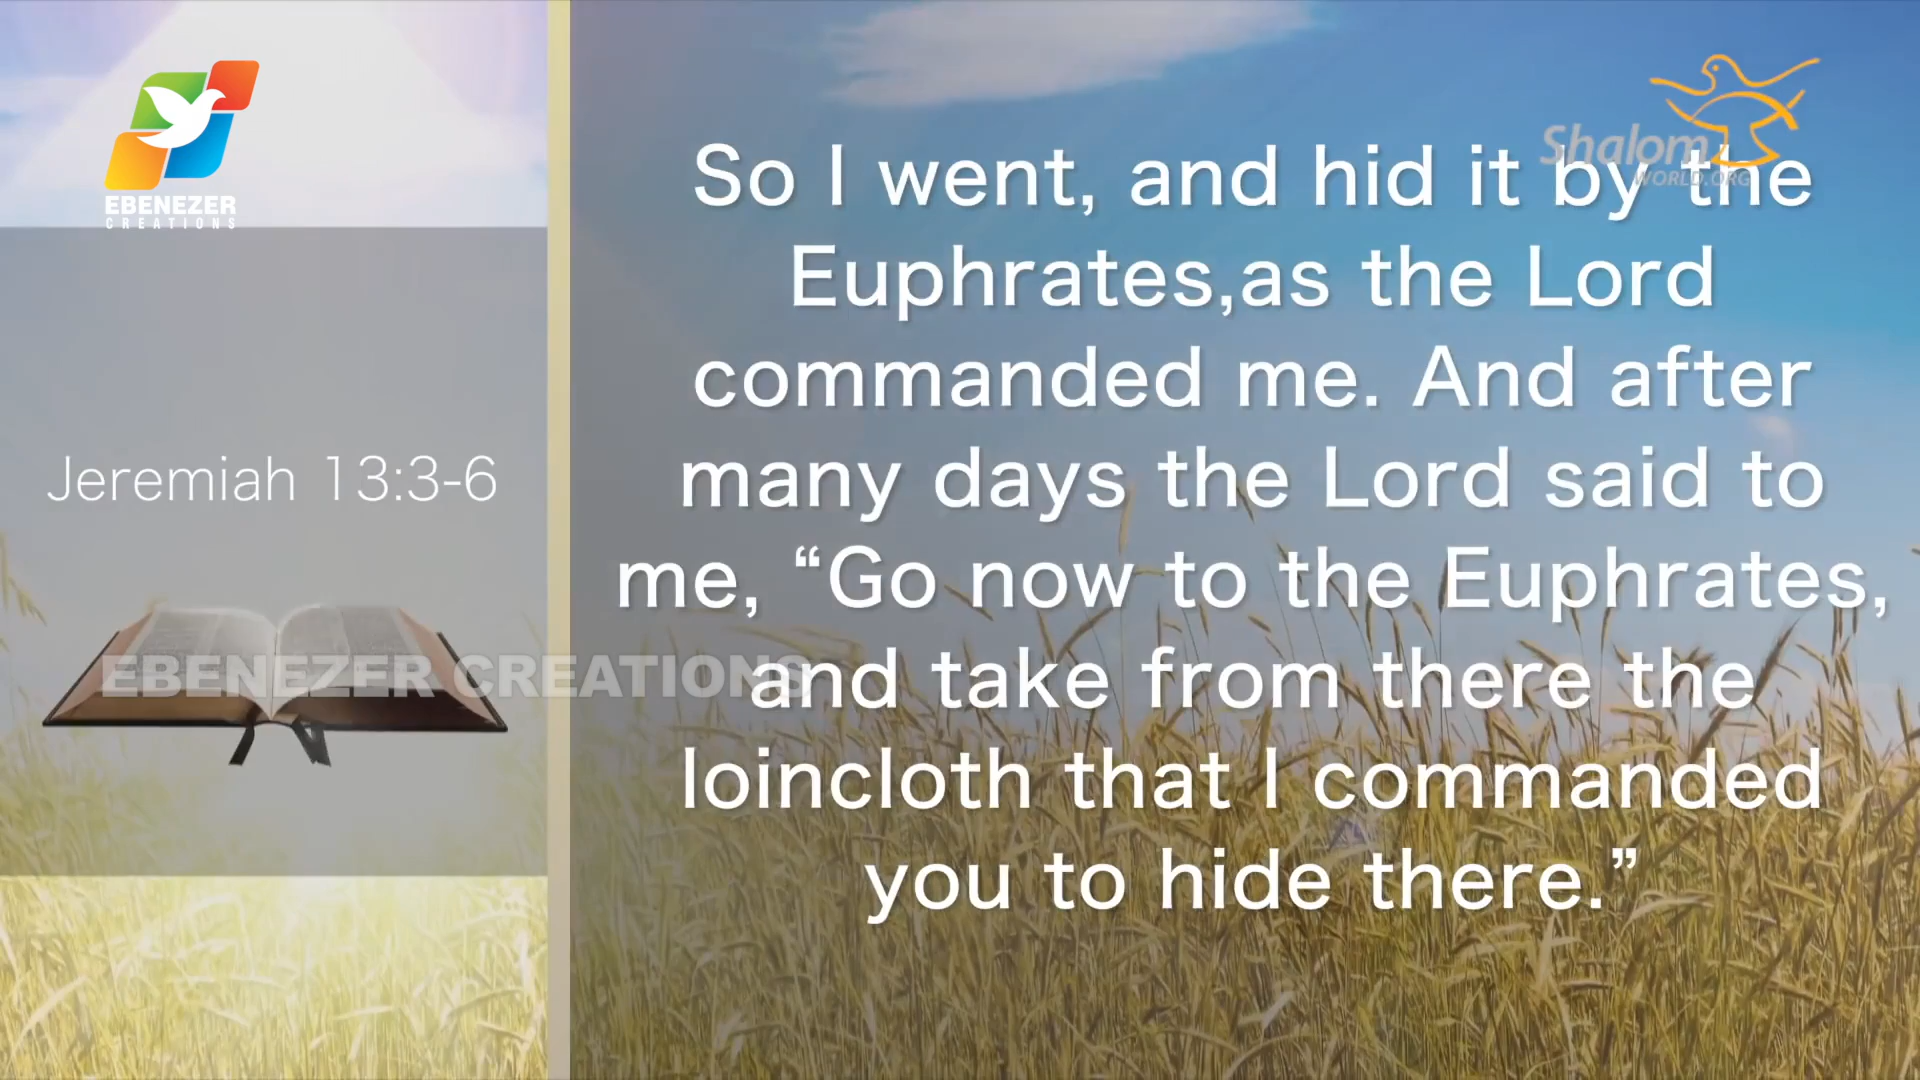 EBENEZER
CREATIONS
Shalom
WORLD.ORG
Jeremiah 13:3-6
So I went, and hid it by the
Euphrates,as the Lord
commanded me. And after
many days the Lord said to
me, “Go now to the Euphrates,
and take from there the
loincloth that I commanded
you to hide there.”
EBENEZER CREATIONS